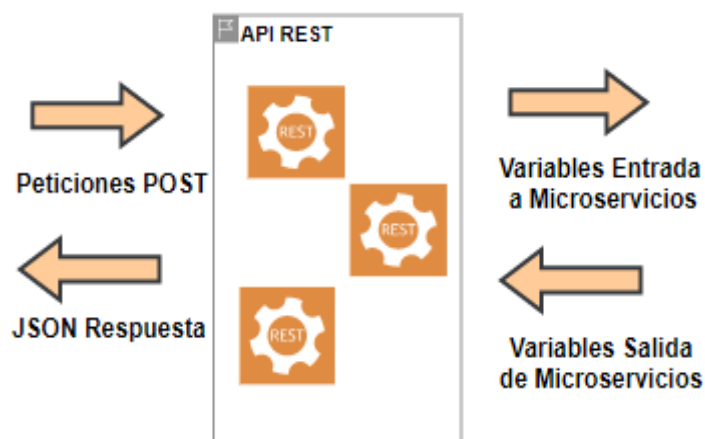 API REST
REST
Peticiones POST
Variables Entrada
a Microservicios
REST
JSON Respuesta
REST
Variables Salida
de Microservicios